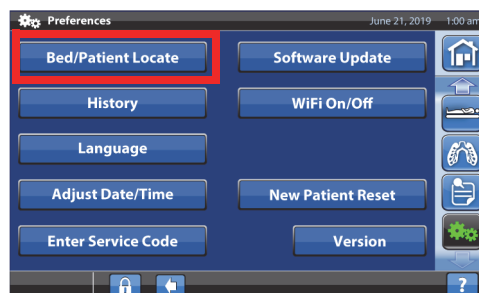 Preferences June 21, 2019 1:00 am
Bed/Patient Locate Software Update
History WiFi On/Off
Language
Adjust Date/Time New Patient Reset
Enter Service Code Version
?